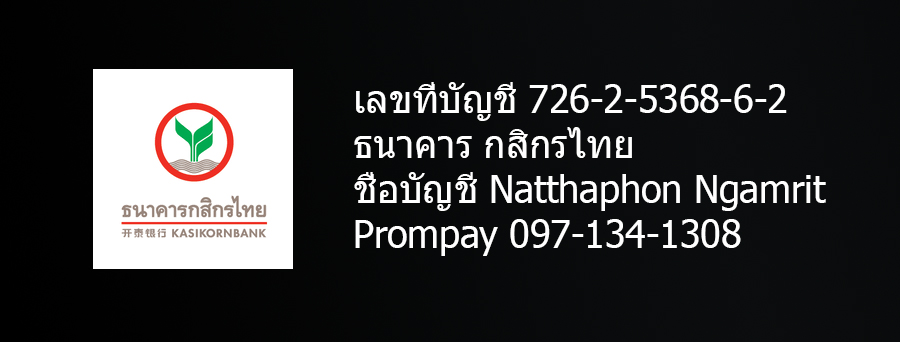 ธนาคารกสิกรไทย
开泰银行 KASIKORNBANK
เลขที่บัญชี 726-2-5368-6-2
ธนาคาร กสิกรไทย
ชื่อบัญชี Natthaphon Ngamrit
Prompay 097-134-1308